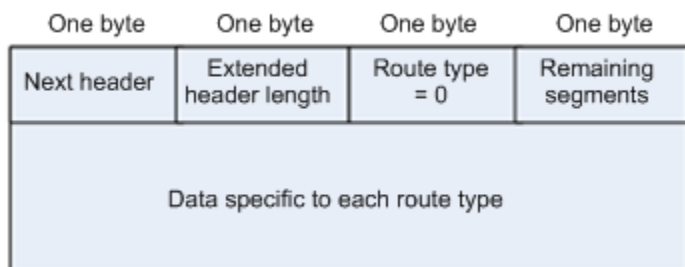 One byte One byte One byte One byte
Next header Extended header length Route type = 0 Remaining segments
Data specific to each route type